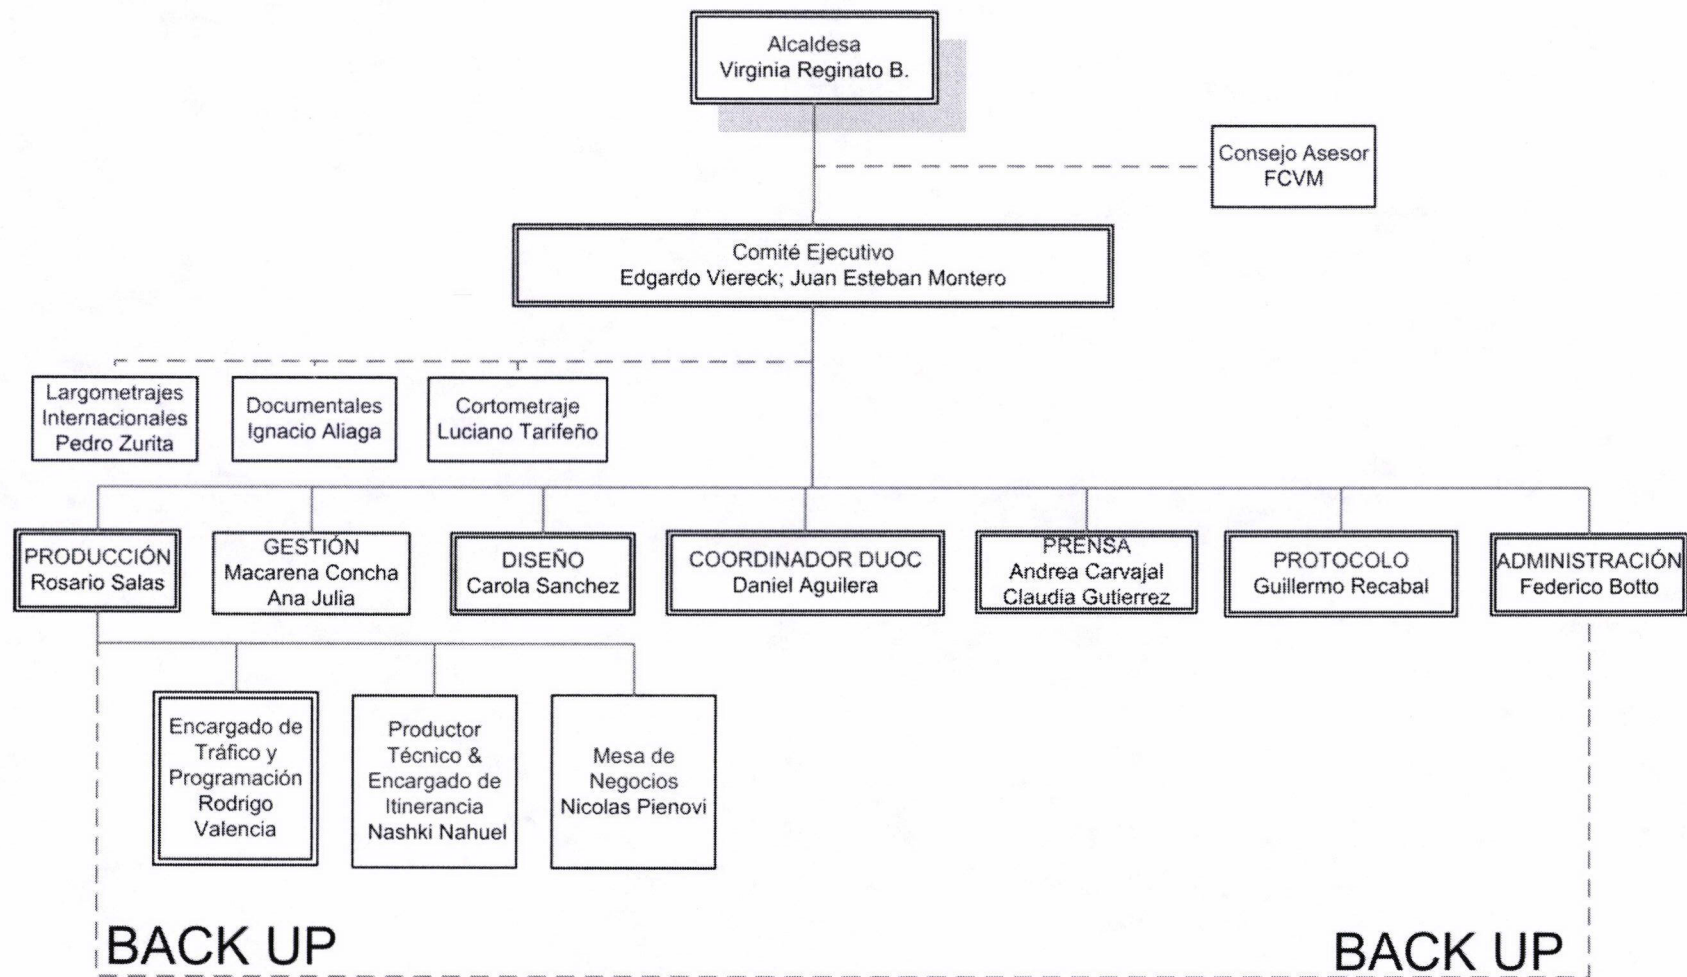 Alcaldesa
Virginia Reginato B.
Consejo Asesor
FCVM
Comité Ejecutivo
Edgardo Viereck; Juan Esteban Montero
Largometrajes
Internacionales
Pedro Zurita
Documentales
Ignacio Aliaga
Cortometraje
Luciano Tarifeño
PRODUCCIÓN
Rosario Salas
GESTIÓN
Macarena Concha
Ana Julia
DISEÑO
Carola Sanchez
COORDINADOR DUOC
Daniel Aguilera
PRENSA
Andrea Carvajal
Claudia Gutierrez
PROTOCOLO
Guillermo Recabal
ADMINISTRACIÓN
Federico Botto
Encargado de
Tráfico y
Programación
Rodrigo
Valencia
Productor
Técnico &
Encargado de
Itinerancia
Nashki Nahuel
Mesa de
Negocios
Nicolas Pienovi
BACK UP
BACK UP